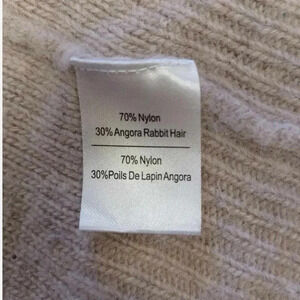 70% Nylon
30% Angora Rabbit Hair
70% Nylon
30%Poils De Lapin Angora